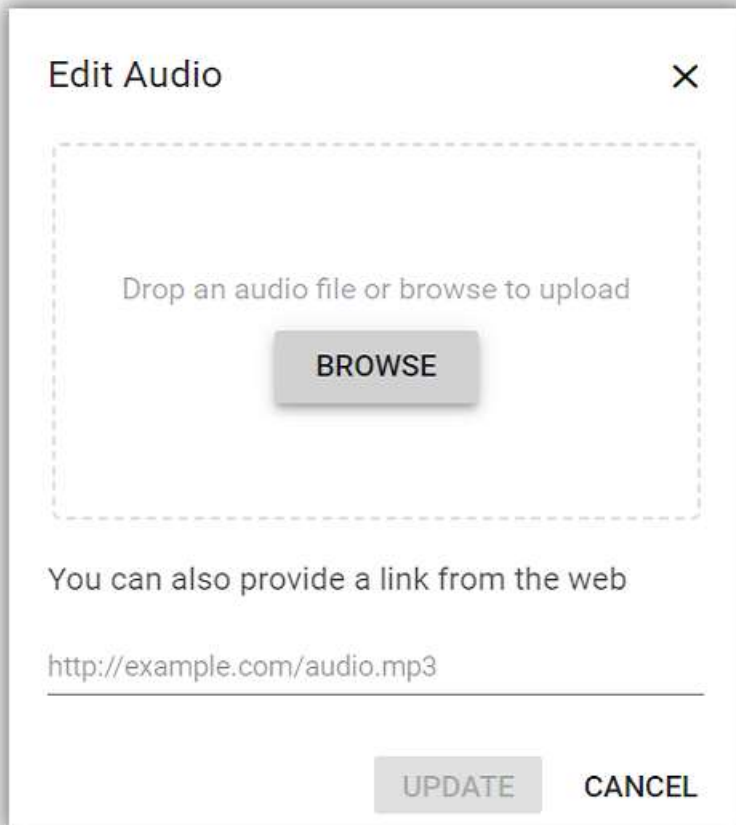 Edit Audio
Drop an audio file or browse to upload
BROWSE
You can also provide a link from the web
http://example.com/audio.mp3
UPDATE CANCEL